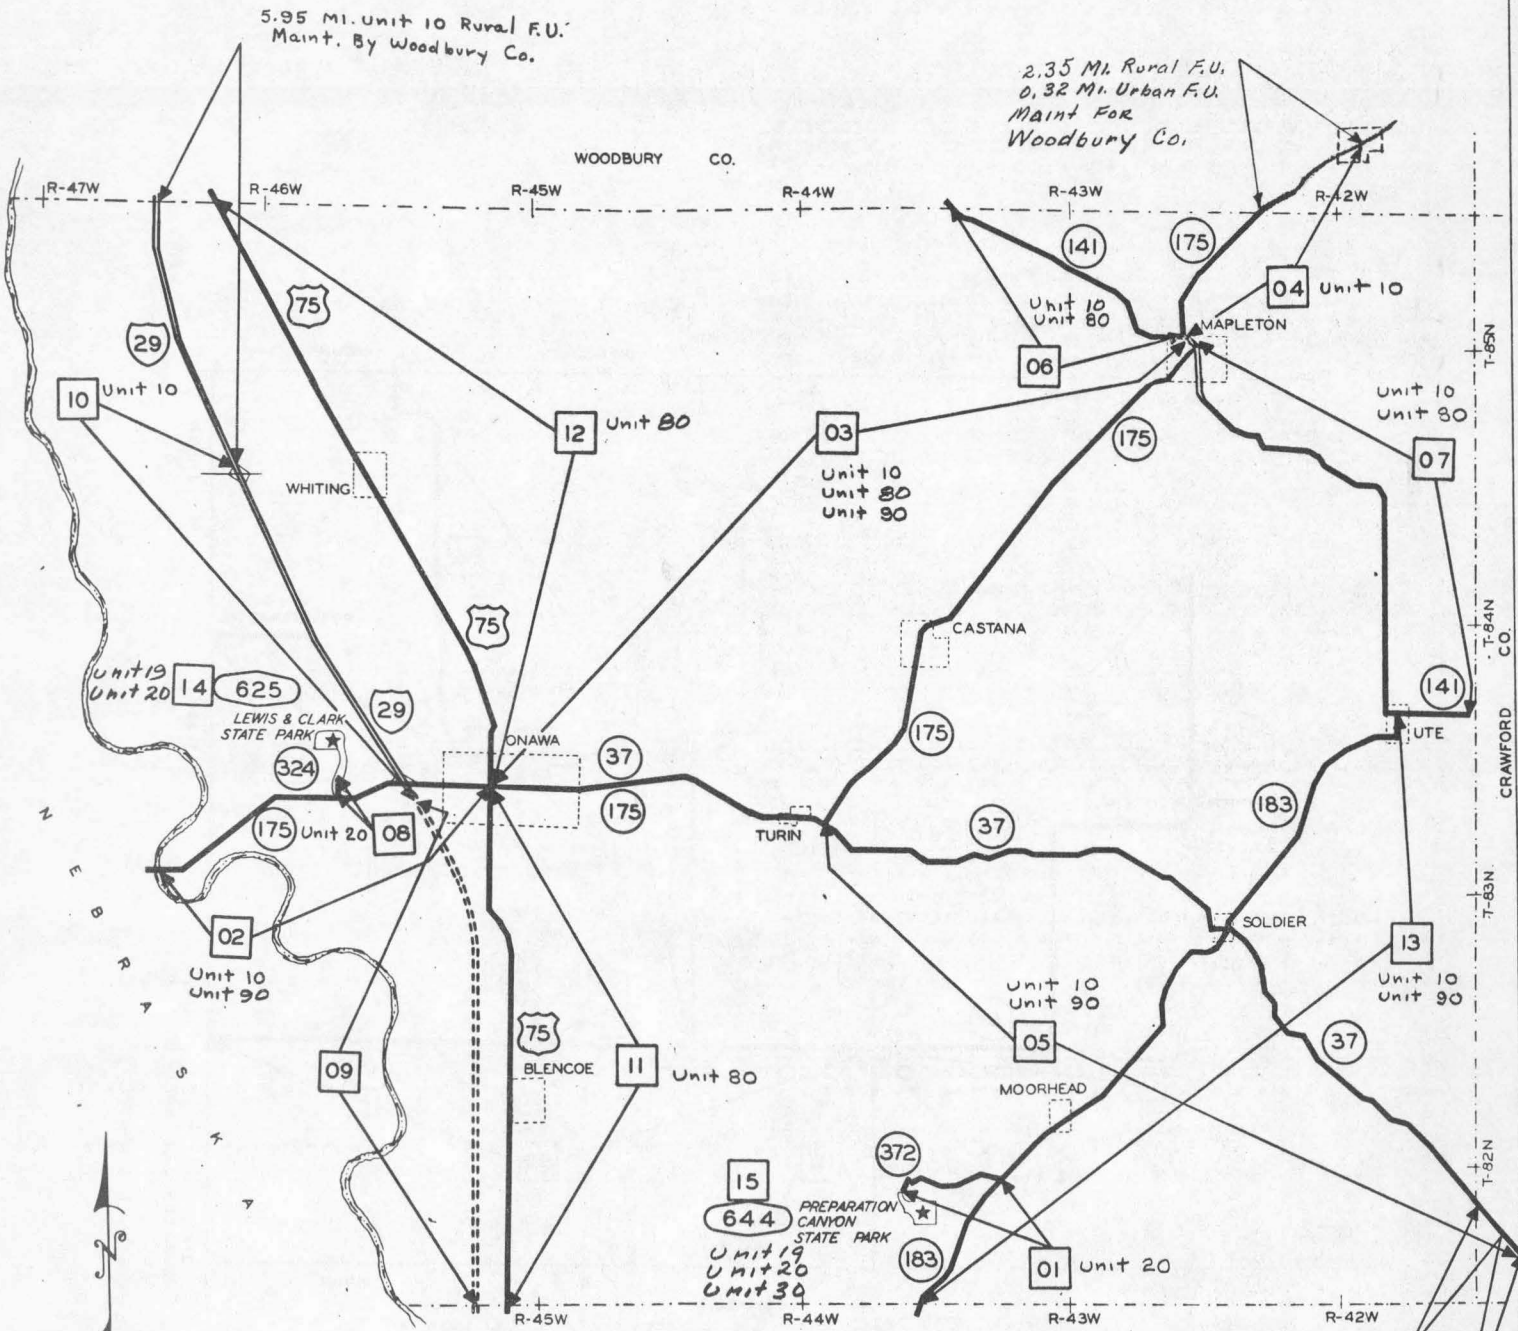 5.95 MI. Unit 10 Rural F.U.
Maint. By Woodbury Co.
2.35 MI. Rural F.U.
0.32 MI. Urban F.U.
Maint For
Woodbury Co.
WOODBURY CO.
R-47W
R-46W
R-45W
R-44W
R-43W
R-42W
141
175
04 Unit 10
75
Unit 10
Unit 80
MAPLETON
29
T-85N
06
10 Unit 10
Unit 10
Unit 80
12 Unit 80
03
175
07
WHITING
Unit 10
Unit 80
Unit 90
75
CASTANA
T-84N
CO.
Unit 19
Unit 20
14 625
141
29
LEWIS & CLARK
STATE PARK
ONAWA
175
UTE
CRAWFORD
324
37
183
175 Unit 20 08
175
TURIN
37
NEBRASKA
T-83N
SOLDIER
02
13
Unit 10
Unit 90
Unit 10
Unit 90
Unit 10
Unit 90
75
05
37
09
BLENCOE
11 Unit 80
MOORHEAD
372
T-82N
15
644
PREPARATION
CANYON
STATE PARK
Unit 19
Unit 20
Unit 30
183
01 Unit 20
N
R-45W
R-44W
R-43W
R-42W